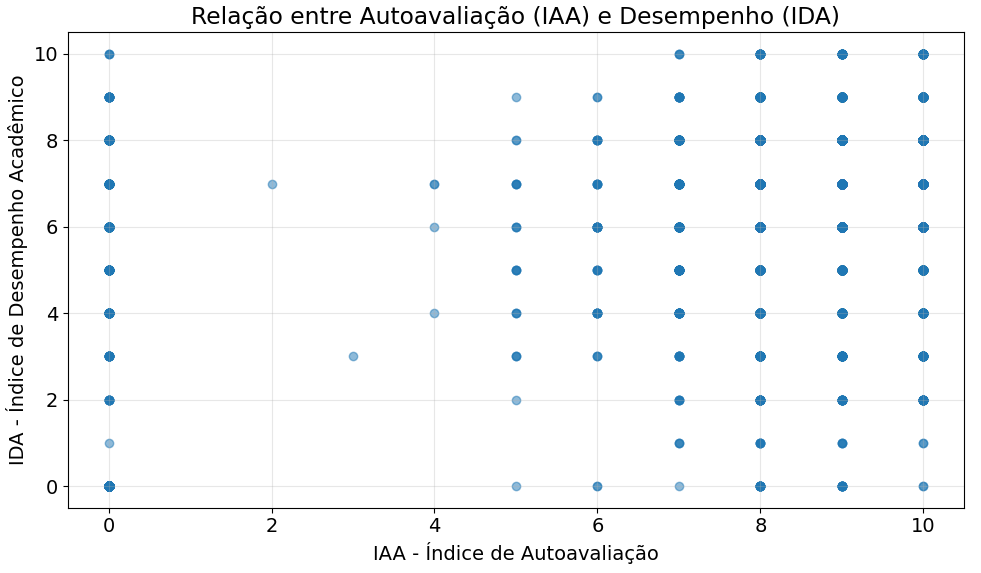 Relação entre Autoavaliação (IAA) e Desempenho (IDA)
IDA - Índice de Desempenho Acadêmico
10
8
6
4
2
0
0 2 4 6 8 10
IAA - Índice de Autoavaliação